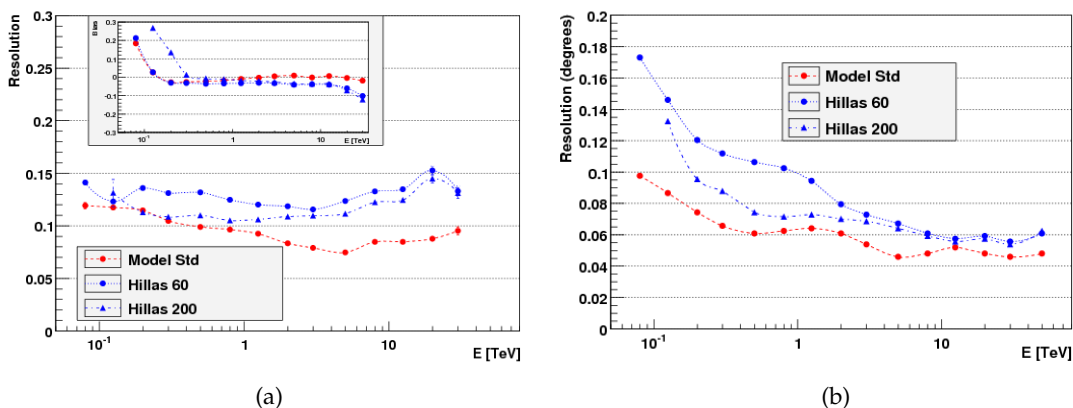 Resolution
0.3
0.25
0.2
0.15
0.1
0.05
0
Bias
0.3
0.2
0.1
0
-0.1
-0.2
-0.3
10⁻¹
1
10
E [TeV]
Model Std
Hillas 60
Hillas 200
10⁻¹
1
10
E [TeV]
(a)
Resolution (degrees)
0.2
0.18
0.16
0.14
0.12
0.1
0.08
0.06
0.04
0.02
0
Model Std
Hillas 60
Hillas 200
10⁻¹
1
10
E [TeV]
(b)